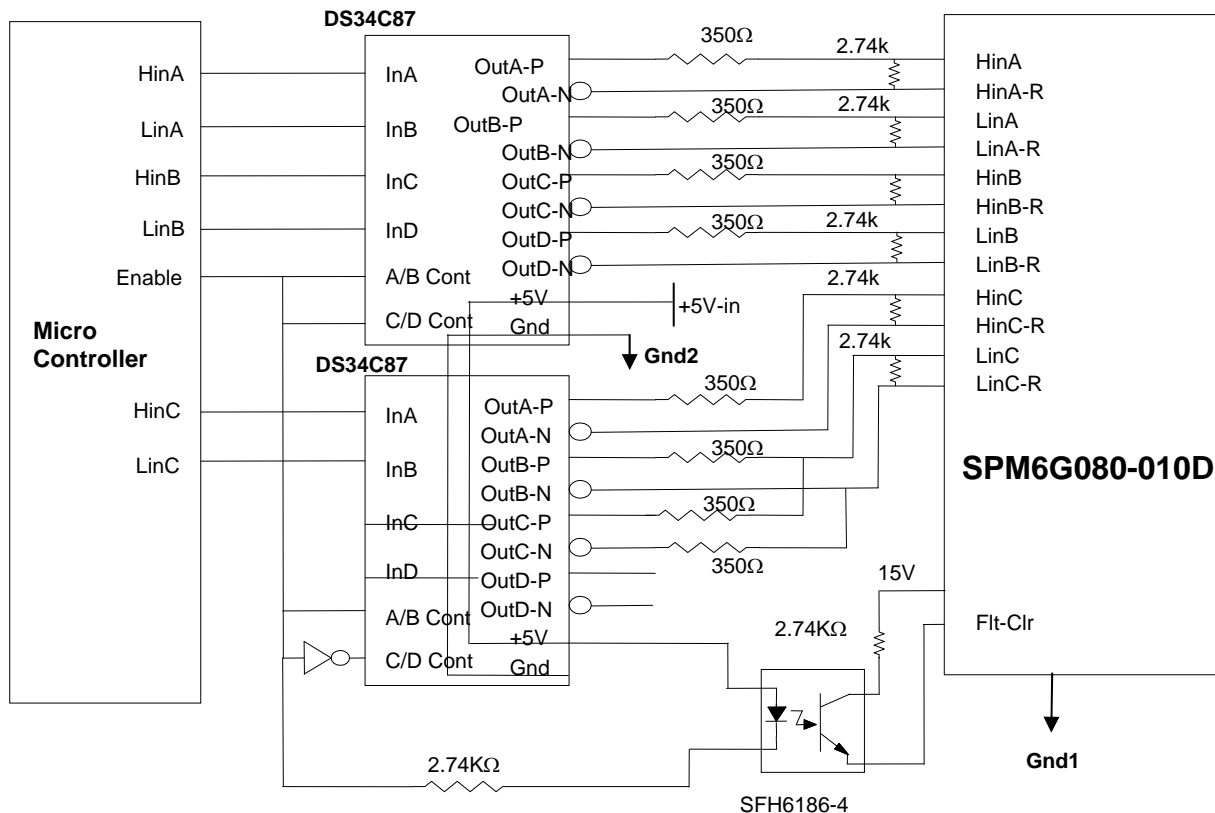 DS34C87
Micro
Controller
HinA
LinA
HinB
LinB
Enable
HinC
LinC
InA
InB
InC
InD
A/B Cont
C/D Cont
OutA-P
OutA-N
OutB-P
OutB-N
OutC-P
OutC-N
OutD-P
OutD-N
+5V
Gnd
+5V-in
Gnd2
DS34C87
InA
InB
InC
InD
A/B Cont
C/D Cont
OutA-P
OutA-N
OutB-P
OutB-N
OutC-P
OutC-N
OutD-P
OutD-N
+5V
Gnd
350Ω
2.74k
350Ω
2.74k
350Ω
350Ω
2.74k
2.74k
2.74k
350Ω
350Ω
350Ω
350Ω
15V
2.74KΩ
2.74KΩ
SFH6186-4
HinA
HinA-R
LinA
LinA-R
HinB
HinB-R
LinB
LinB-R
HinC
HinC-R
LinC
LinC-R
SPM6G080-010D
Flt-Clr
Gnd1